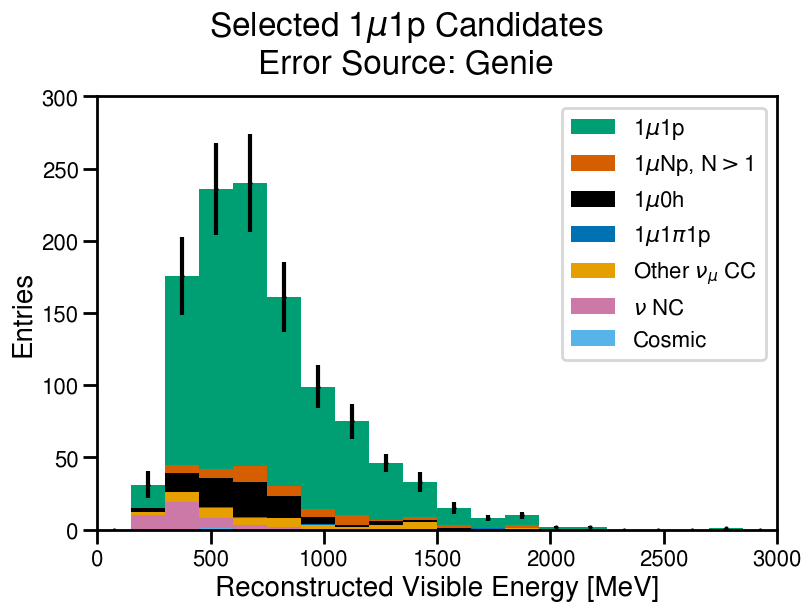 Selected 1μ1p Candidates
Error Source: Genie
300
250
200
150
100
50
0
Entries
1μ1p
1μNp, N > 1
1μ0h
1μ1π1p
Other νμ CC
ν NC
Cosmic
0 500 1000 1500 2000 2500 3000
Reconstructed Visible Energy [MeV]